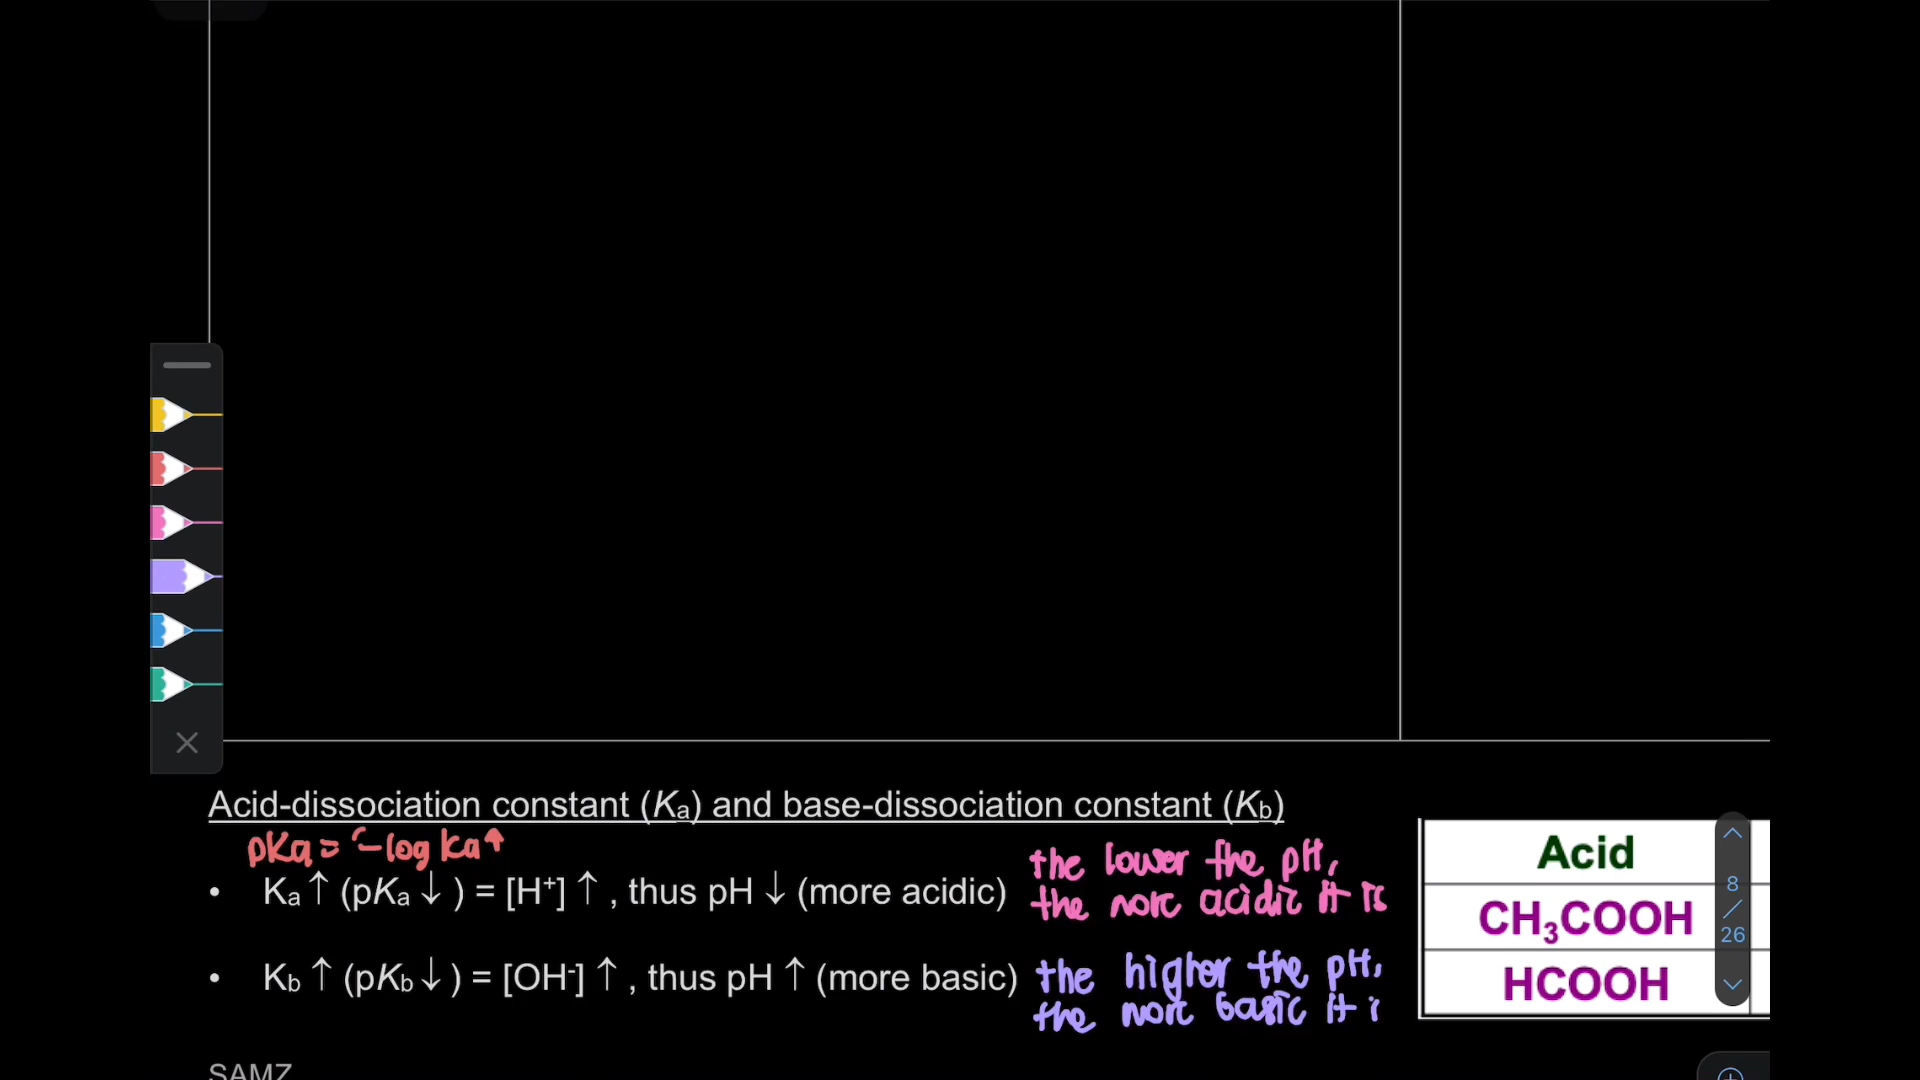 Acid-dissociation constant (Ka) and base-dissociation constant (Kb)
pKa = -log Ka↑
• Ka ↑ (pKa ↓ ) = [H+] ↑ , thus pH ↓ (more acidic)
the lower the pH,
the more acidic it is
• Kb ↑ (pKb ↓ ) = [OH-] ↑ , thus pH ↑ (more basic)
the higher the pH,
the more basic it i
Acid
CH3COOH
HCOOH
8
/
26
SAMZ